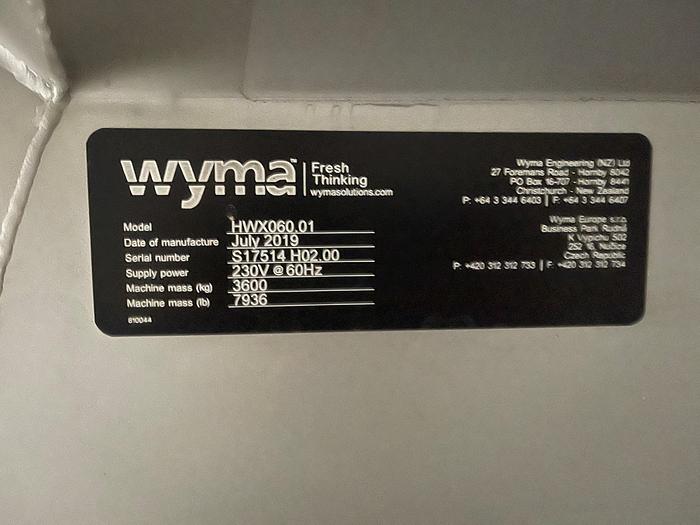 wyma™
Fresh
Thinking
wymasolutions.com
Model HWX060.01
Date of manufacture July 2019
Serial number S17514 H02.00
Supply power 230V @ 60Hz
Machine mass (kg) 3600
Machine mass (lb) 7936
610044
Wyma Engineering (NZ) Ltd
27 Foremans Road - Hornby 8042
PO Box 16-707 - Hornby 8441
Christchurch - New Zealand
P: +64 3 344 6403 | F: +64 3 344 6407
Wyma Europe s.r.o.
Business Park Rudná
K Vypichu 502
252 16, Nučice
Czech Republic
P: +420 312 312 733 | F: +420 312 312 734